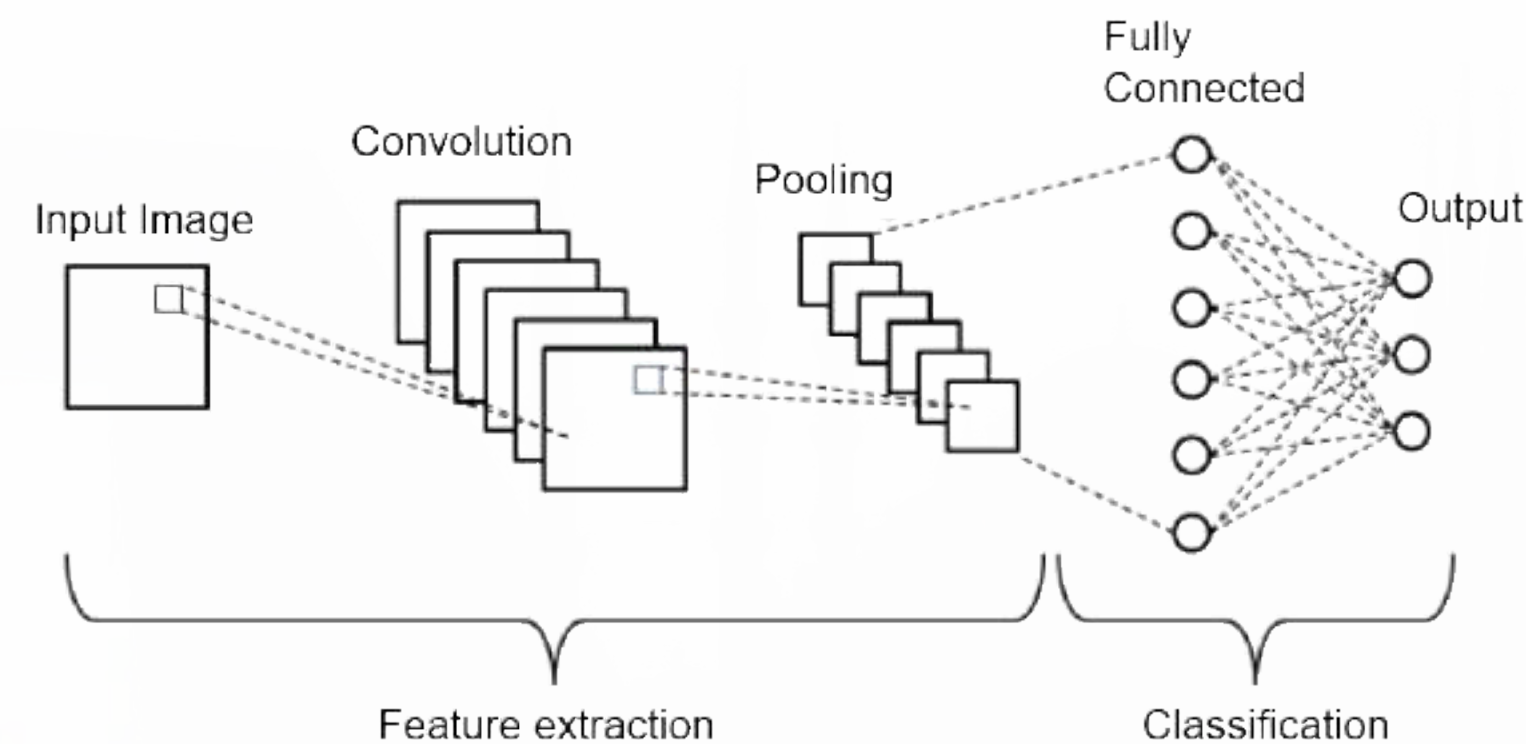 Fully
Connected
Convolution
Pooling
Input Image
Output
Feature extraction
Classification